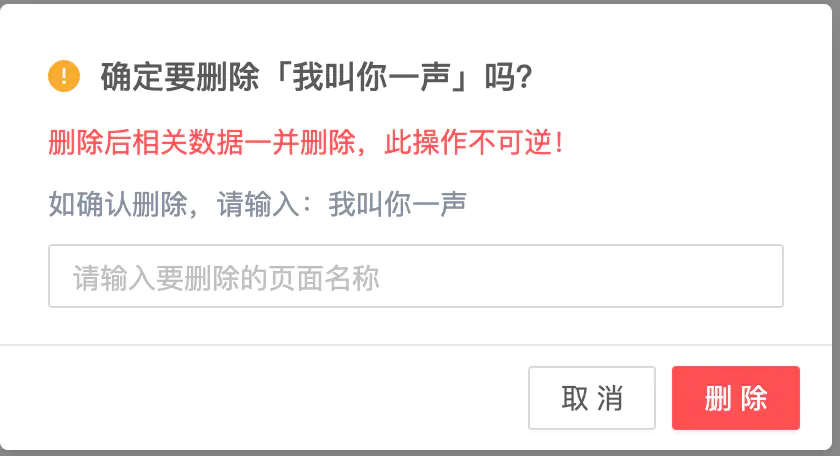 确定要删除「我叫你一声」吗？
删除后相关数据一并删除，此操作不可逆！
如确认删除，请输入：我叫你一声
请输入要删除的页面名称
取 消
删 除